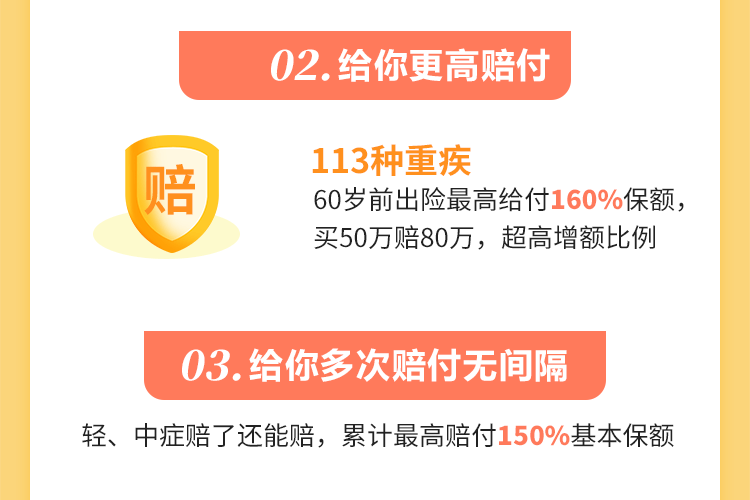 02.给你更高赔付
赔
113种重疾
60岁前出险最高给付160%保额，
买50万赔80万，超高增额比例
03.给你多次赔付无间隔
轻、中症赔了还能赔，累计最高赔付150%基本保额